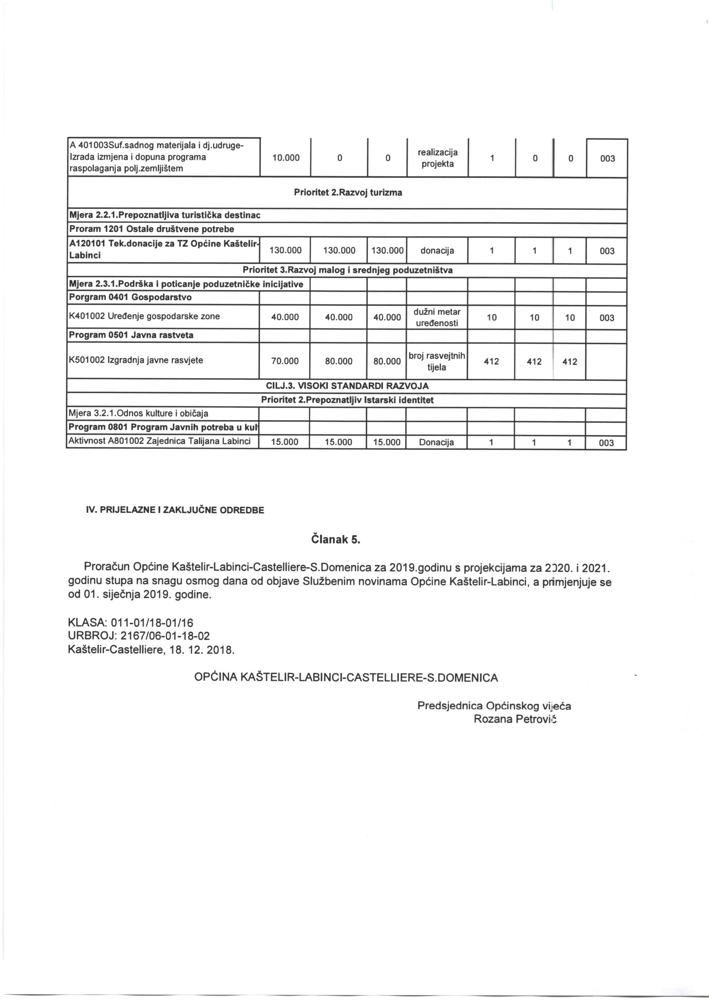 A 401003Suf.sadnog materijala i dj.udruge-
Izrada izmjena i dopuna programa
raspolaganja polj.zemljištem
10.000 0 0 realizacija projekta 1 0 0 003
Prioritet 2.Razvoj turizma
Mjera 2.2.1.Prepoznatljiva turistička destinac
Proram 1201 Ostale društvene potrebe
A120101 Tek.donacije za TZ Općine Kaštelir-
Labinci
130.000 130.000 130.000 donacija 1 1 1 003
Prioritet 3.Razvoj malog i srednjeg poduzetništva
Mjera 2.3.1.Podrška i poticanje poduzetničke inicijative
Porgram 0401 Gospodarstvo
K401002 Uređenje gospodarske zone 40.000 40.000 40.000 dužni metar uređenosti 10 10 10 003
Program 0501 Javna rastveta
K501002 Izgradnja javne rasvjete 70.000 80.000 80.000 broj rasvejtnih tijela 412 412 412
CILJ.3. VISOKI STANDARDI RAZVOJA
Prioritet 2.Prepoznatljiv Istarski identitet
Mjera 3.2.1.Odnos kulture i običaja
Program 0801 Program Javnih potreba u kul
Aktivnost A801002 Zajednica Talijana Labinci 15.000 15.000 15.000 Donacija 1 1 1 003
IV. PRIJELAZNE I ZAKLJUČNE ODREDBE
Članak 5.
Proračun Općine Kaštelir-Labinci-Castelliere-S.Domenica za 2019.godinu s projekcijama za 2020. i 2021.
godinu stupa na snagu osmog dana od objave Službenim novinama Općine Kaštelir-Labinci, a primjenjuje se
od 01. siječnja 2019. godine.
KLASA: 011-01/18-01/16
URBROJ: 2167/06-01-18-02
Kaštelir-Castelliere, 18. 12. 2018.
OPĆINA KAŠTELIR-LABINCI-CASTELLIERE-S.DOMENICA
Predsjednica Općinskog vijeća
Rozana Petrović